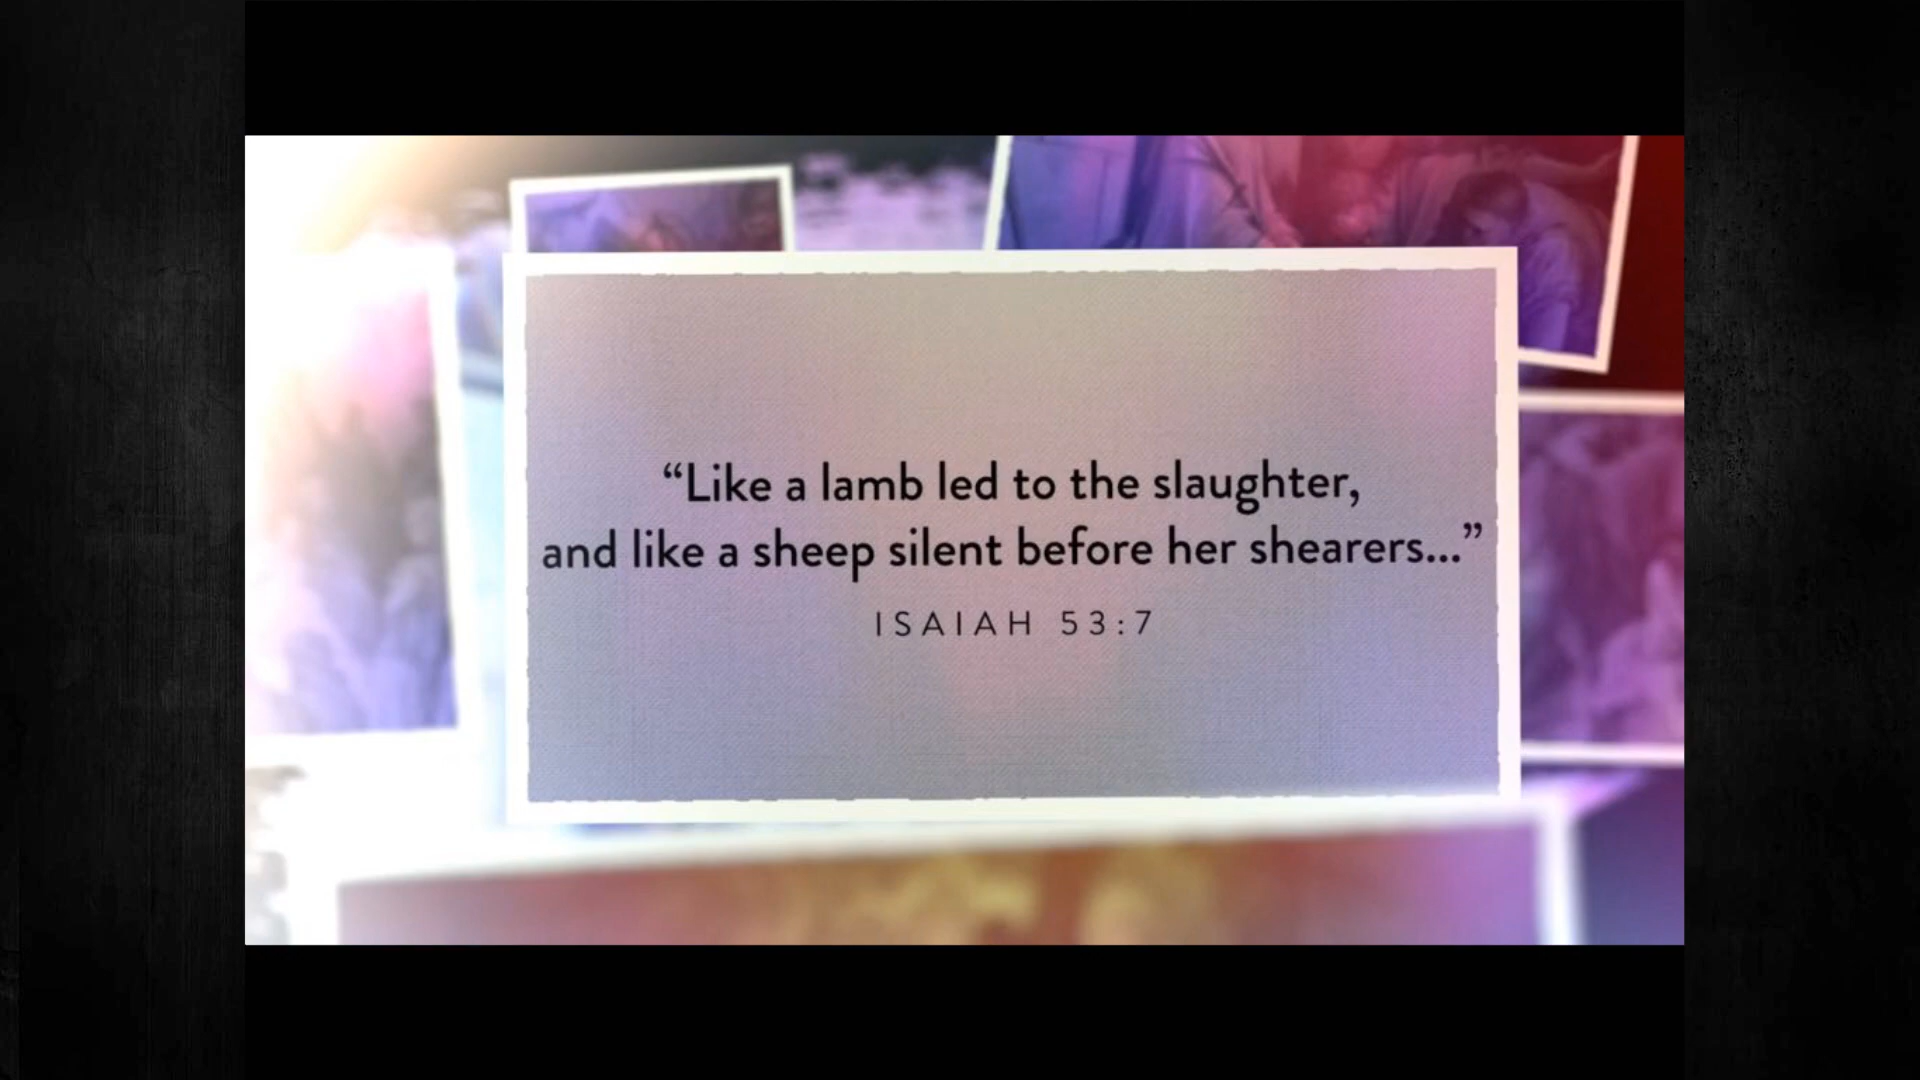 “Like a lamb led to the slaughter,
and like a sheep silent before her shearers...”
ISAIAH 53:7